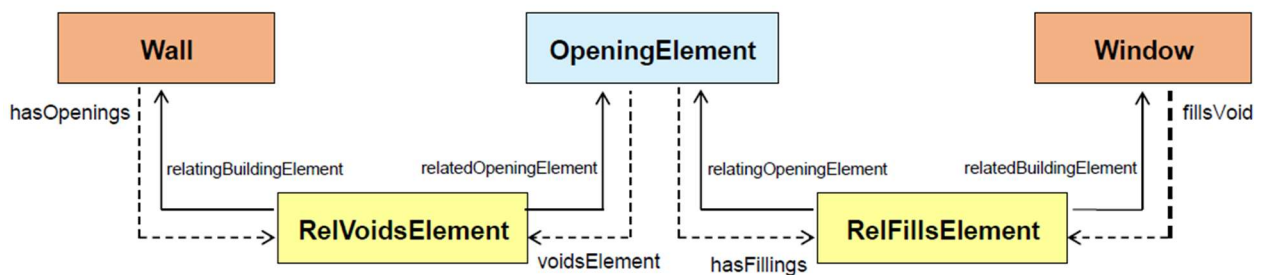 Wall
OpeningElement
Window
hasOpenings
fillsVoid
relatingBuildingElement
relatedOpeningElement
relatingOpeningElement
relatedBuildingElement
RelVoidsElement
RelFillsElement
voidsElement
hasFillings